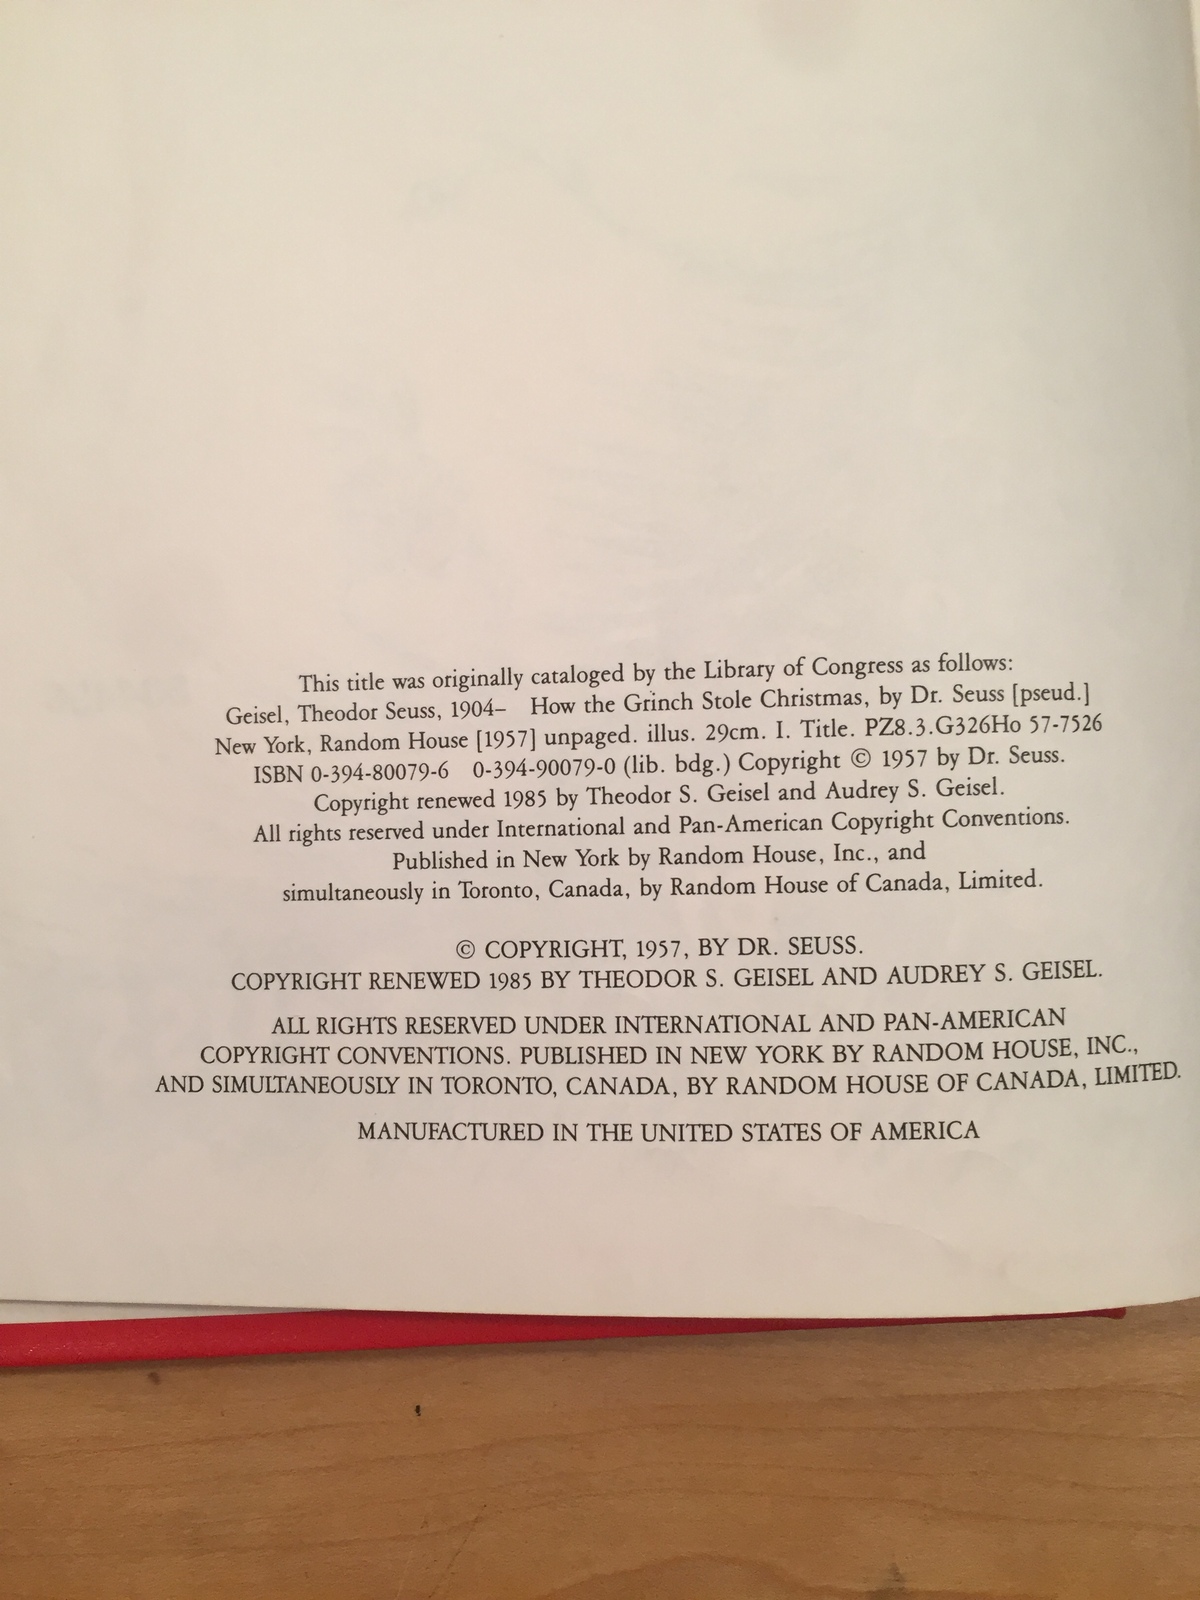 This title was originally cataloged by the Library of Congress as follows:
Geisel, Theodor Seuss, 1904– How the Grinch Stole Christmas, by Dr. Seuss [pseud.]
New York, Random House [1957] unpaged. illus. 29cm. I. Title. PZ8.3.G326Ho 57-7526
ISBN 0-394-80079-6 0-394-90079-0 (lib. bdg.) Copyright © 1957 by Dr. Seuss.
Copyright renewed 1985 by Theodor S. Geisel and Audrey S. Geisel.
All rights reserved under International and Pan-American Copyright Conventions.
Published in New York by Random House, Inc., and
simultaneously in Toronto, Canada, by Random House of Canada, Limited.
© COPYRIGHT, 1957, BY DR. SEUSS.
COPYRIGHT RENEWED 1985 BY THEODOR S. GEISEL AND AUDREY S. GEISEL.
ALL RIGHTS RESERVED UNDER INTERNATIONAL AND PAN-AMERICAN
COPYRIGHT CONVENTIONS. PUBLISHED IN NEW YORK BY RANDOM HOUSE, INC.,
AND SIMULTANEOUSLY IN TORONTO, CANADA, BY RANDOM HOUSE OF CANADA, LIMITED.
MANUFACTURED IN THE UNITED STATES OF AMERICA